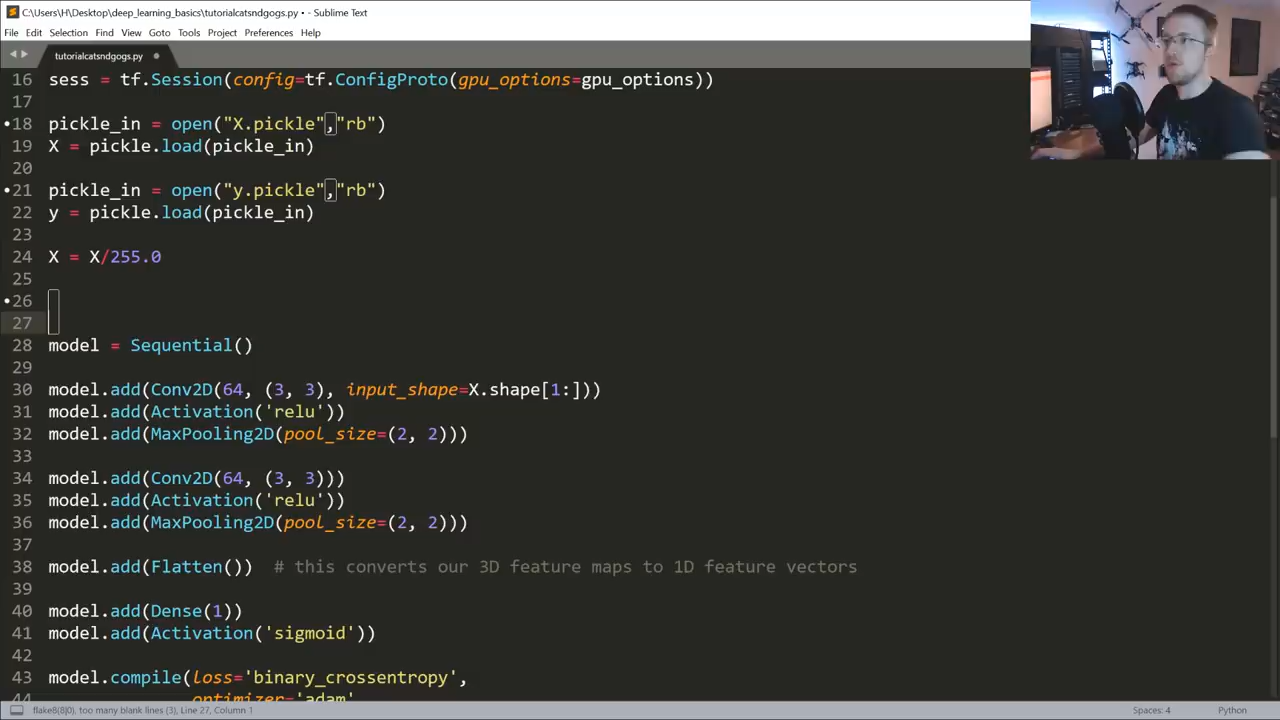 C:\Users\H\Desktop\deep_learning_basics\tutorialcatsndgogs.py • - Sublime Text
File Edit Selection Find View Goto Tools Project Preferences Help
tutorialcatsndgogs.py
16 sess = tf.Session(config=tf.ConfigProto(gpu_options=gpu_options))
17
18 pickle_in = open("X.pickle","rb")
19 X = pickle.load(pickle_in)
20
21 pickle_in = open("y.pickle","rb")
22 y = pickle.load(pickle_in)
23
24 X = X/255.0
25
26
27
28 model = Sequential()
29
30 model.add(Conv2D(64, (3, 3), input_shape=X.shape[1:]))
31 model.add(Activation('relu'))
32 model.add(MaxPooling2D(pool_size=(2, 2)))
33
34 model.add(Conv2D(64, (3, 3)))
35 model.add(Activation('relu'))
36 model.add(MaxPooling2D(pool_size=(2, 2)))
37
38 model.add(Flatten())  # this converts our 3D feature maps to 1D feature vectors
39
40 model.add(Dense(1))
41 model.add(Activation('sigmoid'))
42
43 model.compile(loss='binary_crossentropy',
44 optimizer='adam'
flake8(8|0), too many blank lines (3), Line 27, Column 1 Spaces: 4 Python